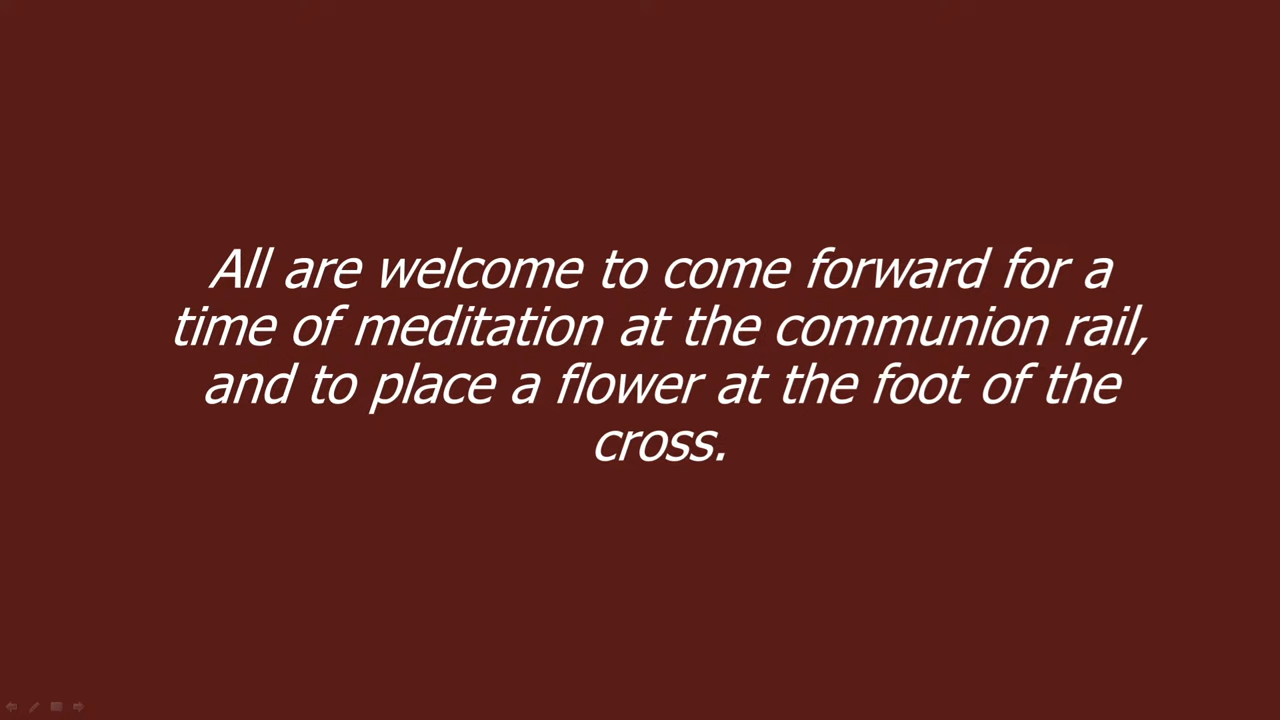 All are welcome to come forward for a
time of meditation at the communion rail,
and to place a flower at the foot of the
cross.